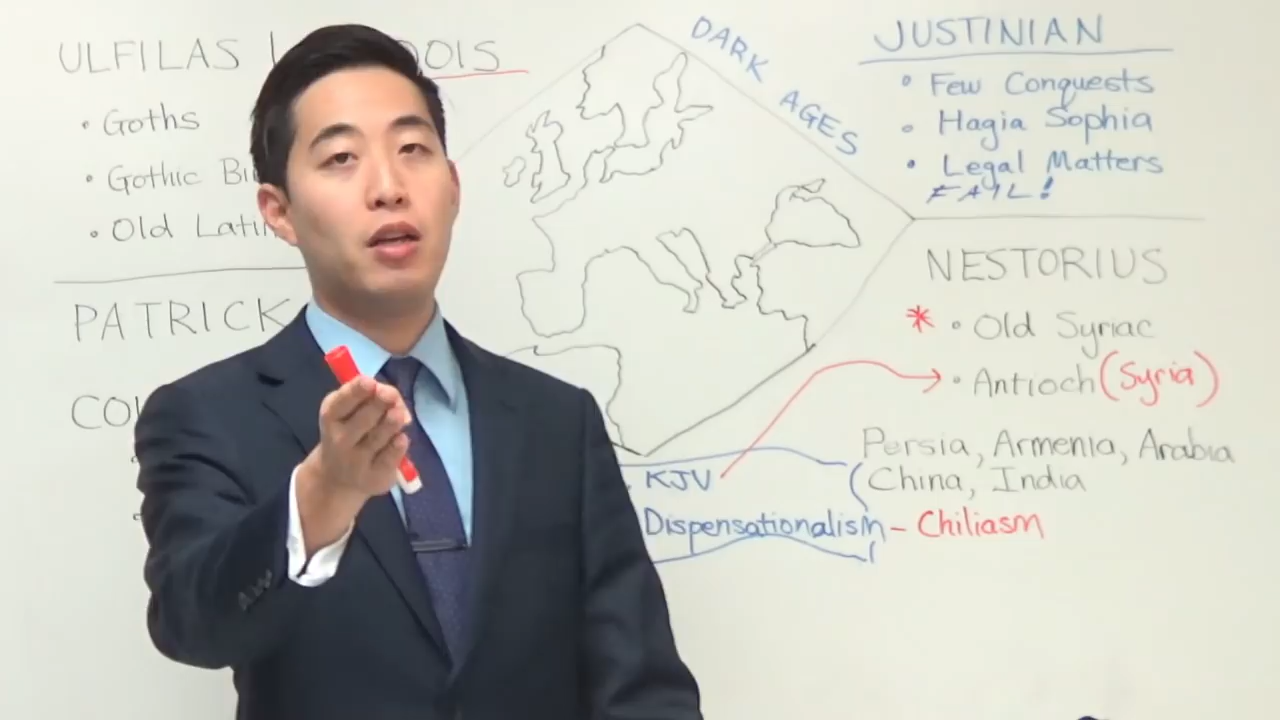 ULFILAS
• Goths
• Gothic
• Old Latin
PATRICK
DARK AGES
JUSTINIAN
• Few Conquests
• Hagia Sophia
• Legal Matters
FAIL!
NESTORIUS
* • Old Syriac
• Antioch (Syria)
Persia, Armenia, Arabia
China, India
KJV
Dispensationalism - Chiliasm